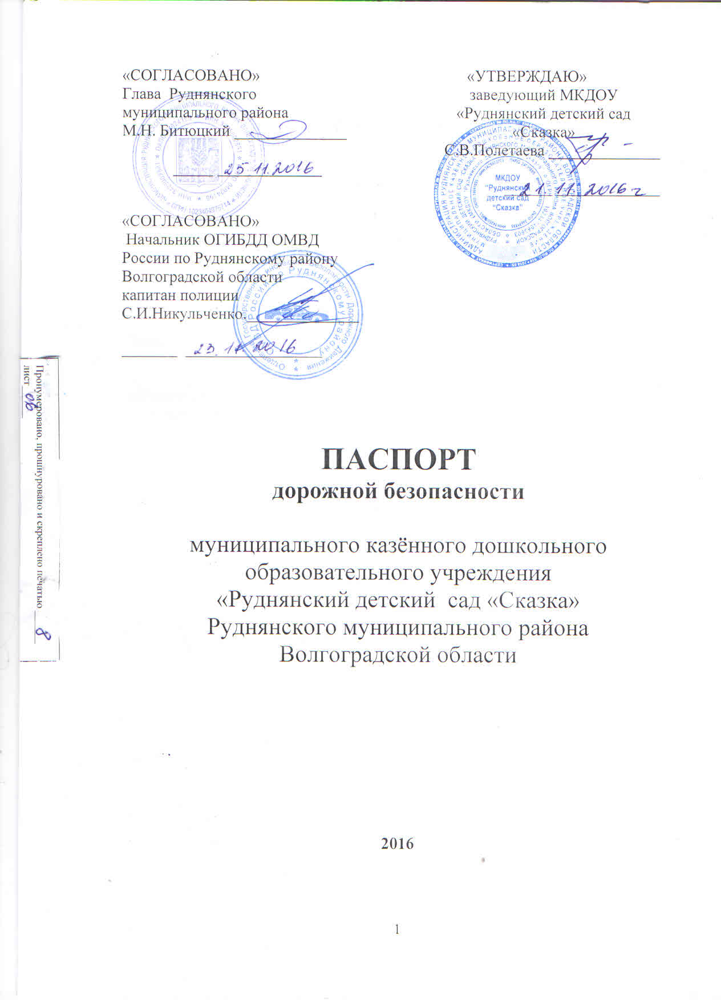 «СОГЛАСОВАНО»
Глава Руднянского
муниципального района
М.Н. Битюцкий
25.11.2016
«УТВЕРЖДАЮ»
заведующий МКДОУ
«Руднянский детский сад
«Сказка»
С.В.Полетаева
21.11.2016 г
МКДОУ
"Руднянский
детский сад
"Сказка"
«СОГЛАСОВАНО»
Начальник ОГИБДД ОМВД
России по Руднянскому району
Волгоградской области
капитан полиции
С.И.Никульченко.
23.11.2016
Пронумеровано, прошнуровано и скреплено печатью 8
лист ов
ПАСПОРТ
дорожной безопасности
муниципального казённого дошкольного
образовательного учреждения
«Руднянский детский сад «Сказка»
Руднянского муниципального района
Волгоградской области
2016
1